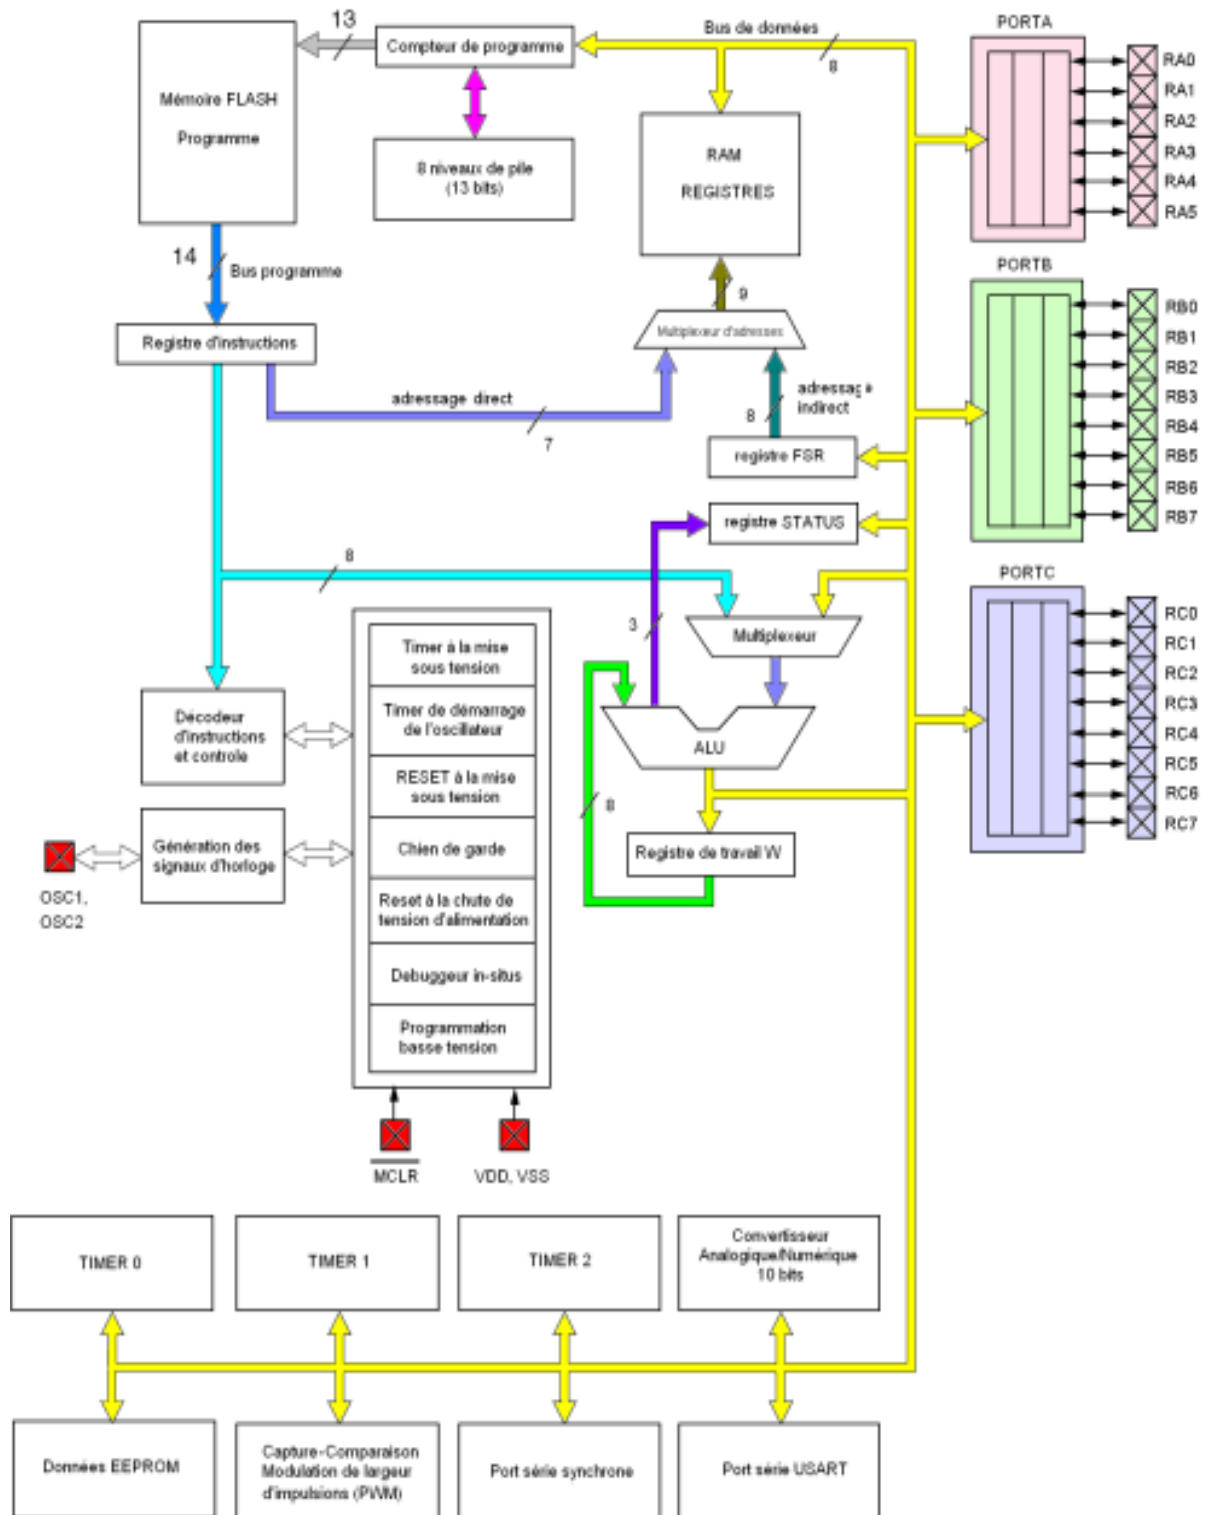 13
Compteur de programme
Bus de données
8
PORTA
RA0
RA1
RA2
RA3
RA4
RA5
Mémoire FLASH
Programme
8 niveaux de pile
(13 bits)
RAM
REGISTRES
14
Bus programme
9
Multiplexeur d'adresses
Registre d'instructions
adressage direct
7
8
adressage
indirect
registre FSR
PORTB
RB0
RB1
RB2
RB3
RB4
RB5
RB6
RB7
registre STATUS
8
3
Multiplexeur
ALU
8
Registre de travail W
PORTC
RC0
RC1
RC2
RC3
RC4
RC5
RC6
RC7
Timer à la mise
sous tension
Timer de démarrage
de l'oscillateur
RESET à la mise
sous tension
Chien de garde
Reset à la chute de
tension d'alimentation
Debuggeur in-situs
Programmation
basse tension
Décodeur
d'instructions
et controle
Génération des
signaux d'horloge
OSC1,
OSC2
MCLR
VDD, VSS
TIMER 0
TIMER 1
TIMER 2
Convertisseur
Analogique/Numérique
10 bits
Données EEPROM
Capture-Comparaison
Modulation de largeur
d'impulsions (PWM)
Port série synchrone
Port série USART